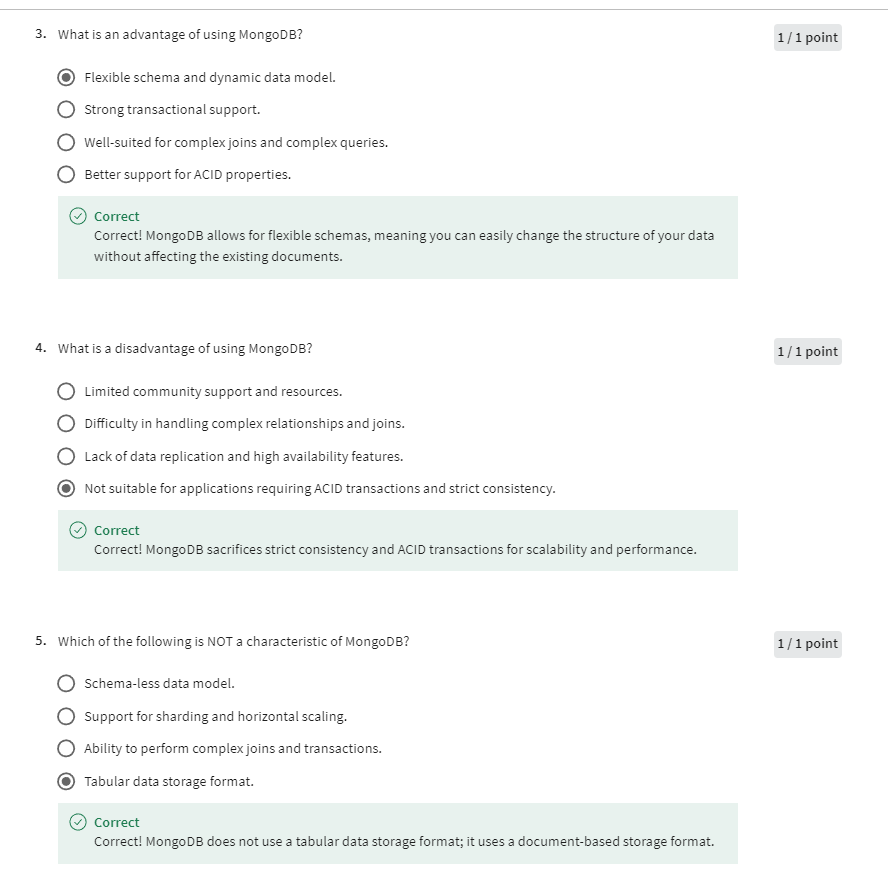 3. What is an advantage of using MongoDB?
1 / 1 point
Flexible schema and dynamic data model.
Strong transactional support.
Well-suited for complex joins and complex queries.
Better support for ACID properties.
Correct
Correct! MongoDB allows for flexible schemas, meaning you can easily change the structure of your data
without affecting the existing documents.
4. What is a disadvantage of using MongoDB?
1 / 1 point
Limited community support and resources.
Difficulty in handling complex relationships and joins.
Lack of data replication and high availability features.
Not suitable for applications requiring ACID transactions and strict consistency.
Correct
Correct! MongoDB sacrifices strict consistency and ACID transactions for scalability and performance.
5. Which of the following is NOT a characteristic of MongoDB?
1 / 1 point
Schema-less data model.
Support for sharding and horizontal scaling.
Ability to perform complex joins and transactions.
Tabular data storage format.
Correct
Correct! MongoDB does not use a tabular data storage format; it uses a document-based storage format.